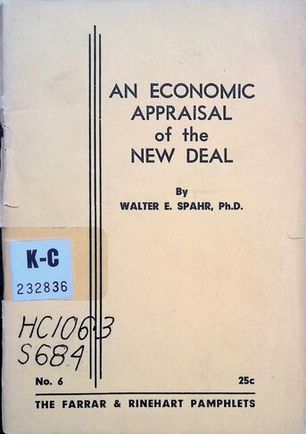 AN ECONOMIC
APPRAISAL
of the
NEW DEAL
By
WALTER E. SPAHR, Ph.D.
K-C
232836
HC106.3
S684
No. 6 25c
THE FARRAR & RINEHART PAMPHLETS